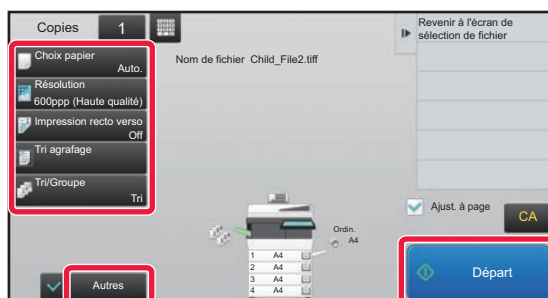 Copies
1
Nom de fichier Child_File2.tiff
Revenir à l'écran de
sélection de fichier
Choix papier
Auto.
Résolution
600ppp (Haute qualité)
Impression recto verso
Off
Tri agrafage
Tri/Groupe
Tri
Ordin.
A4
1 A4
2 A4
3 A4
4 A4
Ajust. à page
CA
Autres
Départ